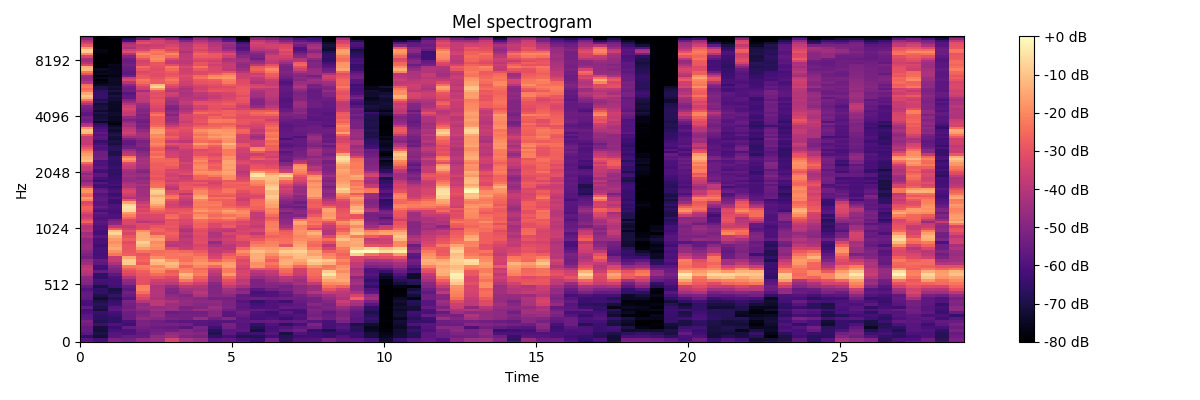 Mel spectrogram
8192
4096
2048
1024
512
0
Hz
0 5 10 15 20 25
Time
+0 dB
-10 dB
-20 dB
-30 dB
-40 dB
-50 dB
-60 dB
-70 dB
-80 dB